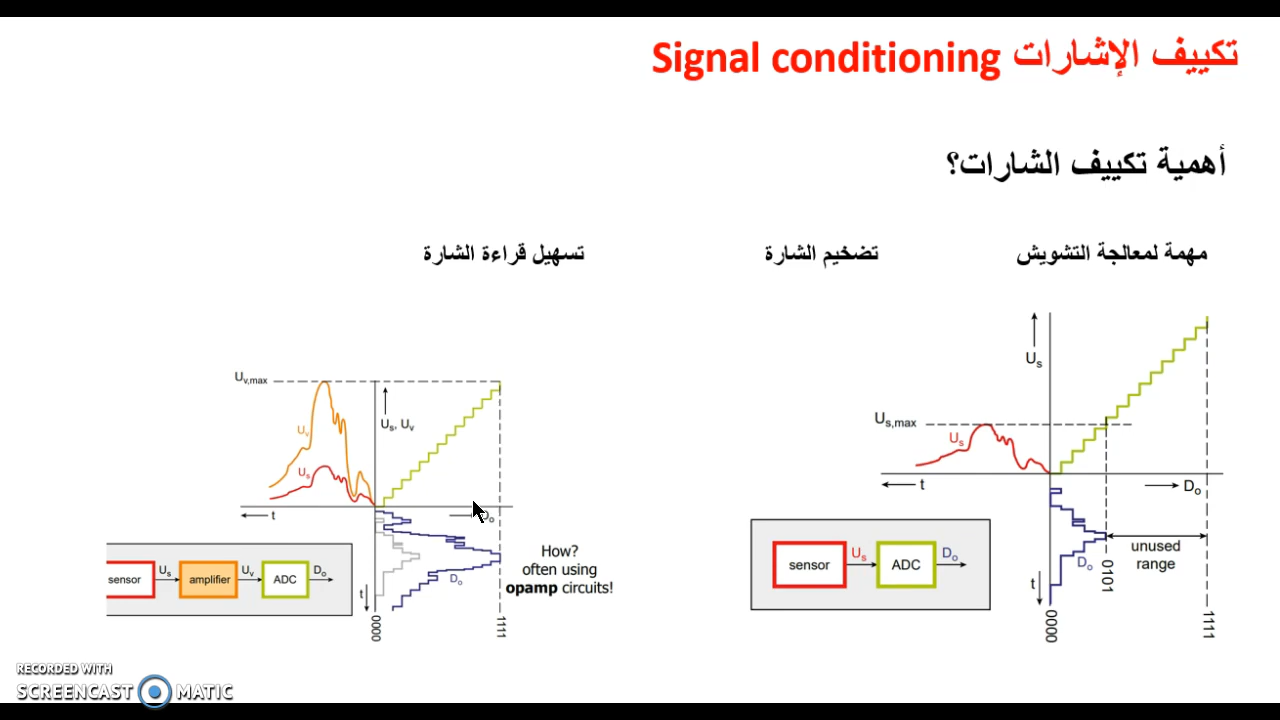 تكييف الإشارات Signal conditioning
أهمية تكييف الشارات؟
مهمة لمعالجة التشويش
تضخيم الشارة
تسهيل قراءة الشارة
Us
Us,max
Us
t
Do
sensor
Us
ADC
Do
Do
unused
range
t
0000
0101
1111
Uv,max
Us, Uv
Uv
Us
t
Do
sensor
Us
amplifier
Uv
ADC
Do
Do
t
0000
1111
How?
often using
opamp circuits!
RECORDED WITH
SCREENCAST MATIC